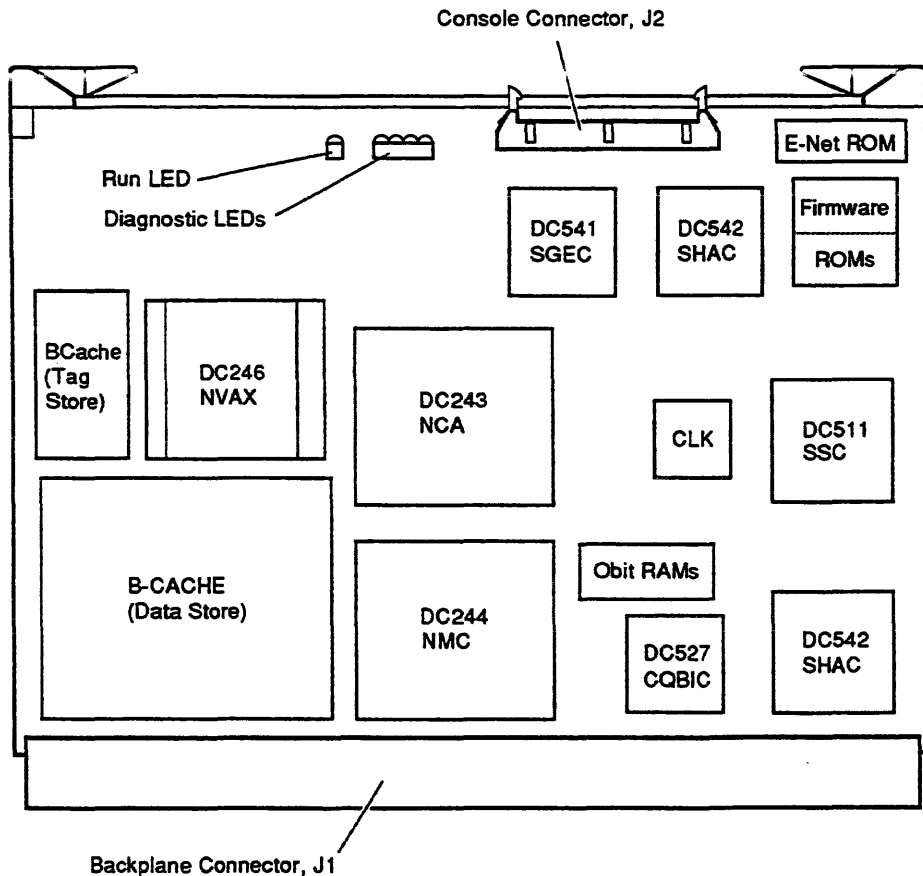 Console Connector, J2
E-Net ROM
Run LED
Diagnostic LEDs
DC541
SGEC
DC542
SHAC
Firmware
ROMs
BCache
(Tag
Store)
DC246
NVAX
DC243
NCA
CLK
DC511
SSC
B-CACHE
(Data Store)
DC244
NMC
Obit RAMs
DC527
CQBIC
DC542
SHAC
Backplane Connector, J1